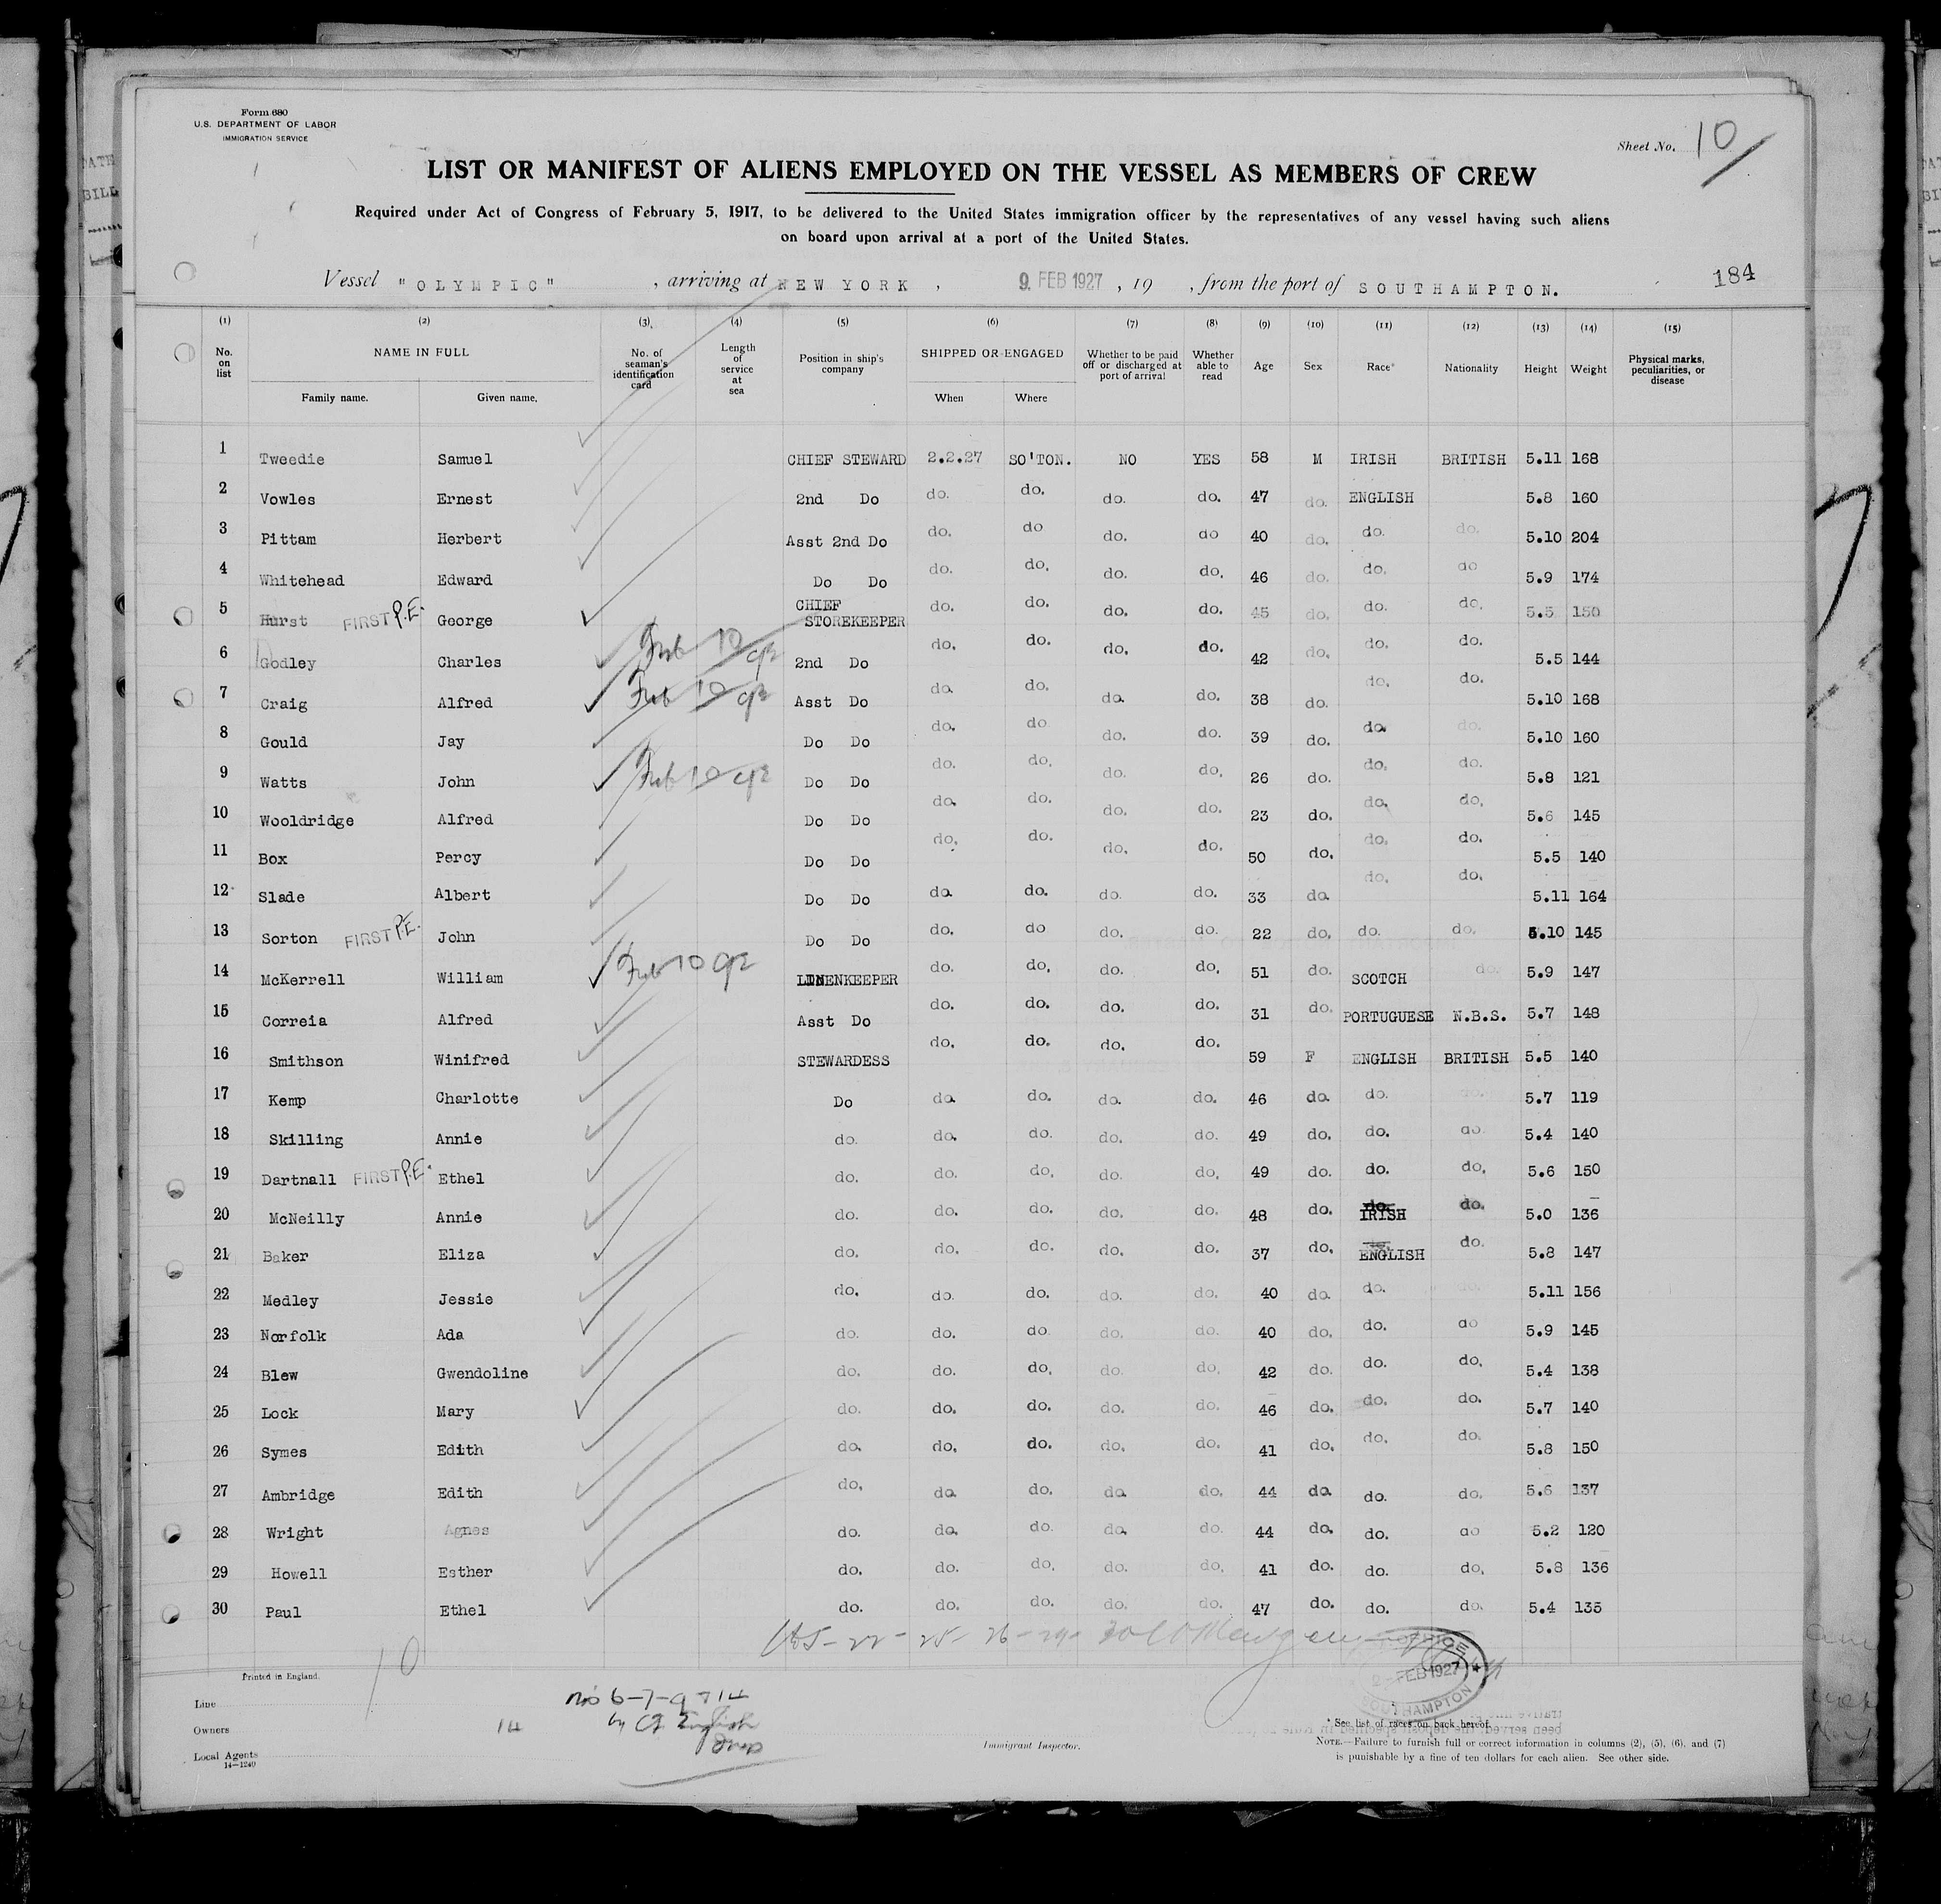 Form 680
U.S. DEPARTMENT OF LABOR
IMMIGRATION SERVICE
Sheet No. 10
LIST OR MANIFEST OF ALIENS EMPLOYED ON THE VESSEL AS MEMBERS OF CREW
Required under Act of Congress of February 5, 1917, to be delivered to the United States immigration officer by the representatives of any vessel having such aliens
on board upon arrival at a port of the United States.
Vessel "OLYMPIC", arriving at NEW YORK, 9 FEB 1927, 19 , from the port of SOUTHAMPTON.
184
(1) (2) (3) (4) (5) (6) (7) (8) (9) (10) (11) (12) (13) (14) (15)
No. on list NAME IN FULL No. of seaman's identification card Length of service at sea Position in ship's company SHIPPED OR ENGAGED Whether to be paid off or discharged at port of arrival Whether able to read Age Sex Race* Nationality Height Weight Physical marks, peculiarities, or disease
Family name. Given name. When Where
1 Tweedie Samuel CHIEF STEWARD 2.2.27 SO'TON. NO YES 58 M IRISH BRITISH 5.11 168
2 Vowles Ernest 2nd Do do. do. do. do. 47 do. ENGLISH 5.8 160
3 Pittam Herbert Asst 2nd Do do. do do. do 40 do. do. do. 5.10 204
4 Whitehead Edward Do Do do. do. do. do. 46 do. do. do 5.9 174
5 Hurst FIRST P.E. George CHIEF STOREKEEPER do. do. do. do. 45 do. do. do. 5.5 150
6 Godley Charles 2nd Do do. do. do. do. 42 do. do. do. 5.5 144
7 Craig Alfred Asst Do do. do. do. do. 38 do. do. do. 5.10 168
8 Gould Jay Do Do do. do do. do. 39 do. do. do. 5.10 160
9 Watts John Do Do do. do. do. do. 26 do. do. do. 5.8 121
10 Wooldridge Alfred Do Do do. do. do. do. 23 do. do. do. 5.6 145
11 Box Percy Do Do do. do. do. do. 50 do. do. do. 5.5 140
12 Slade Albert Do Do do. do. do. do. 33 do. do. do. 5.11 164
13 Sorton FIRST P.E. John Do Do do. do do. do. 22 do. do. do. 5.10 145
14 McKerrell William LINENKEEPER do. do. do. do. 51 do. SCOTCH do. 5.9 147
15 Correia Alfred Asst Do do. do. do. do. 31 do. PORTUGUESE N.B.S. 5.7 148
16 Smithson Winifred STEWARDESS do. do. do. do. 59 F ENGLISH BRITISH 5.5 140
17 Kemp Charlotte Do do. do. do. do. 46 do. do. 5.7 119
18 Skilling Annie do. do. do. do. do. 49 do. do. do. 5.4 140
19 Dartnall FIRST P.E. Ethel do. do. do. do. do. 49 do. do. do. 5.6 150
20 McNeilly Annie do. do. do. do. do. 48 do. IRISH do. 5.0 136
21 Baker Eliza do. do. do. do. do. 37 do. ENGLISH do. 5.8 147
22 Medley Jessie do. do. do. do. do. 40 do. do. 5.11 156
23 Norfolk Ada do. do. do do. do. 40 do. do. do 5.9 145
24 Blew Gwendoline do. do. do. do. do. 42 do. do. do. 5.4 138
25 Lock Mary do. do. do. do. do. 46 do. do. do. 5.7 140
26 Symes Edith do. do. do. do. do. 41 do. do. do. 5.8 150
27 Ambridge Edith do. do. do. do. do. 44 do. do. do. 5.6 137
28 Wright Agnes do. do. do. do. do. 44 do. do. do 5.2 120
29 Howell Esther do. do. do. do. do. 41 do. do. do. 5.8 136
30 Paul Ethel do. do. do. do. do. 47 do. do. do. 5.4 135
10
2 - FEB 1927
SOUTHAMPTON
Printed in England.
Line
Owners
Local Agents
14—1240
14
nos 6-7-9 & 14
Immigrant Inspector.
* See list of races on back hereof.
NOTE.—Failure to furnish full or correct information in columns (2), (5), (6), and (7)
is punishable by a fine of ten dollars for each alien. See other side.